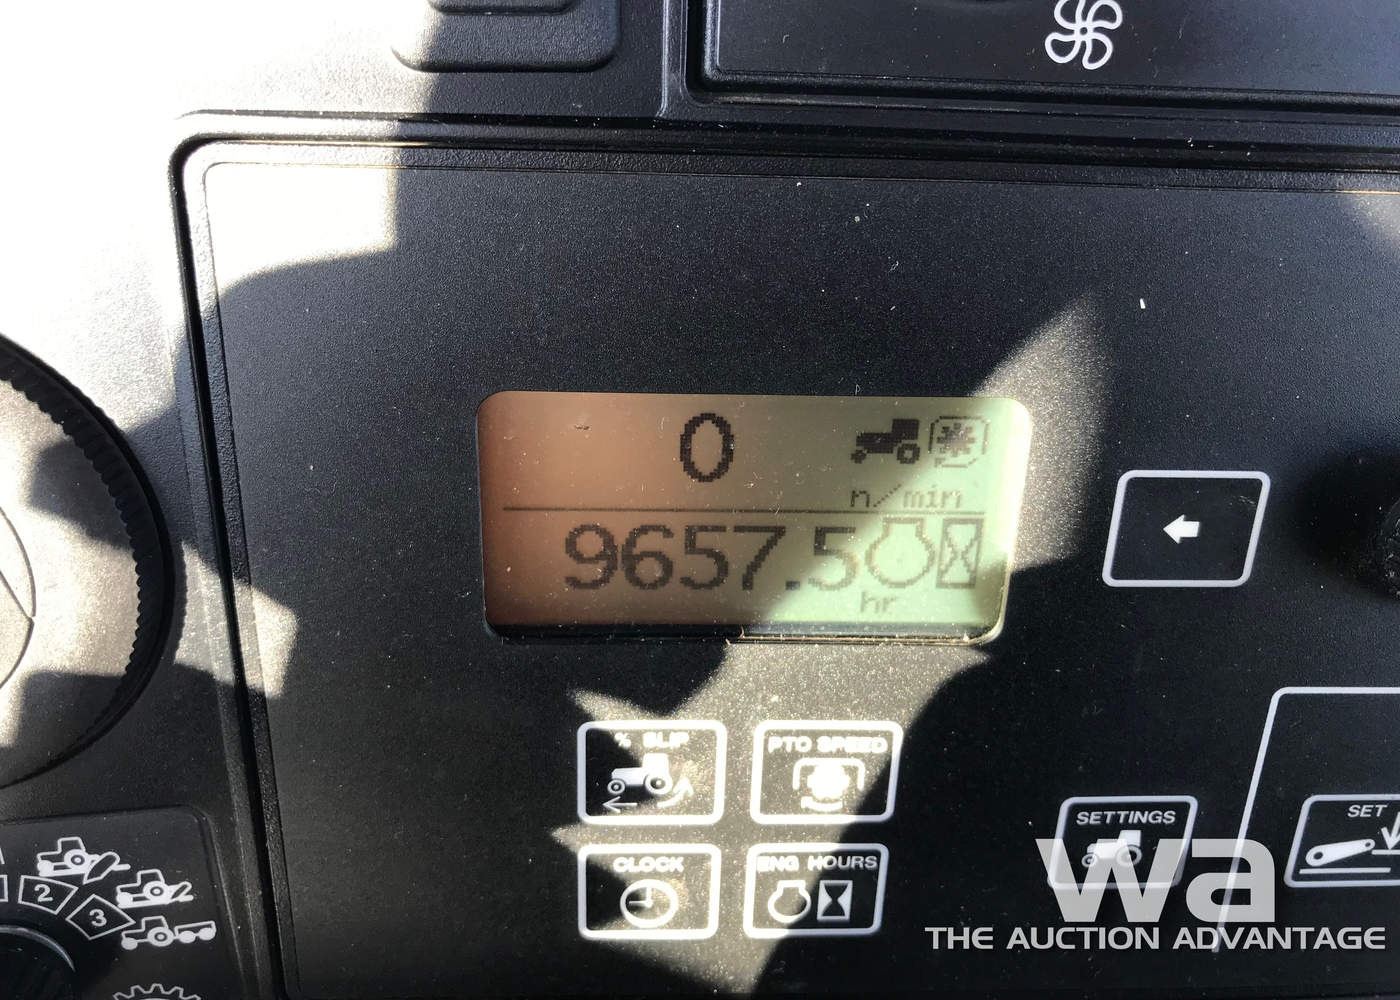 0
n/min
9657.5
hr
% SLIP
PTO SPEED
CLOCK
ENG HOURS
SETTINGS
SET
2
3
wa
THE AUCTION ADVANTAGE